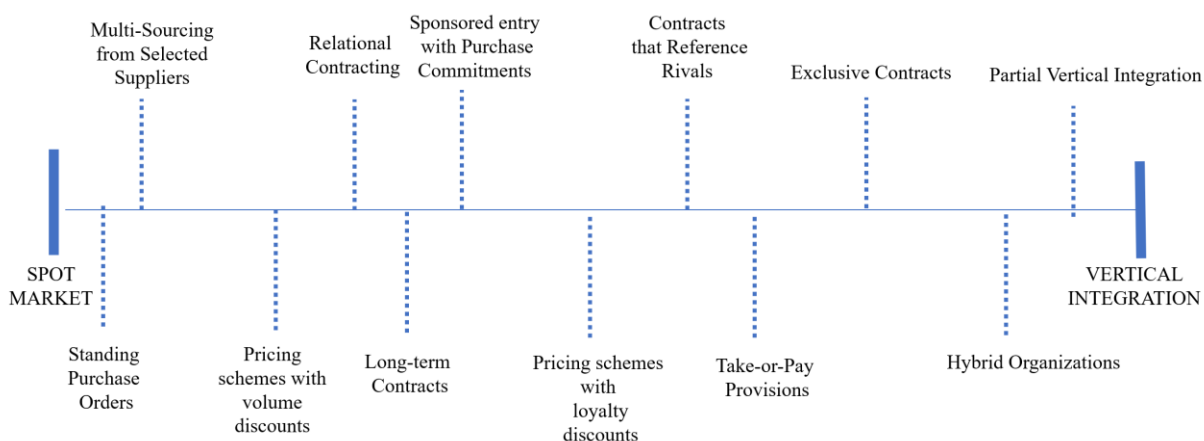 Multi-Sourcing
from Selected
Suppliers
Relational
Contracting
Sponsored entry
with Purchase
Commitments
Contracts
that Reference
Rivals
Exclusive Contracts
Partial Vertical Integration
SPOT
MARKET
VERTICAL
INTEGRATION
Standing
Purchase
Orders
Pricing
schemes with
volume
discounts
Long-term
Contracts
Pricing schemes
with
loyalty
discounts
Take-or-Pay
Provisions
Hybrid Organizations